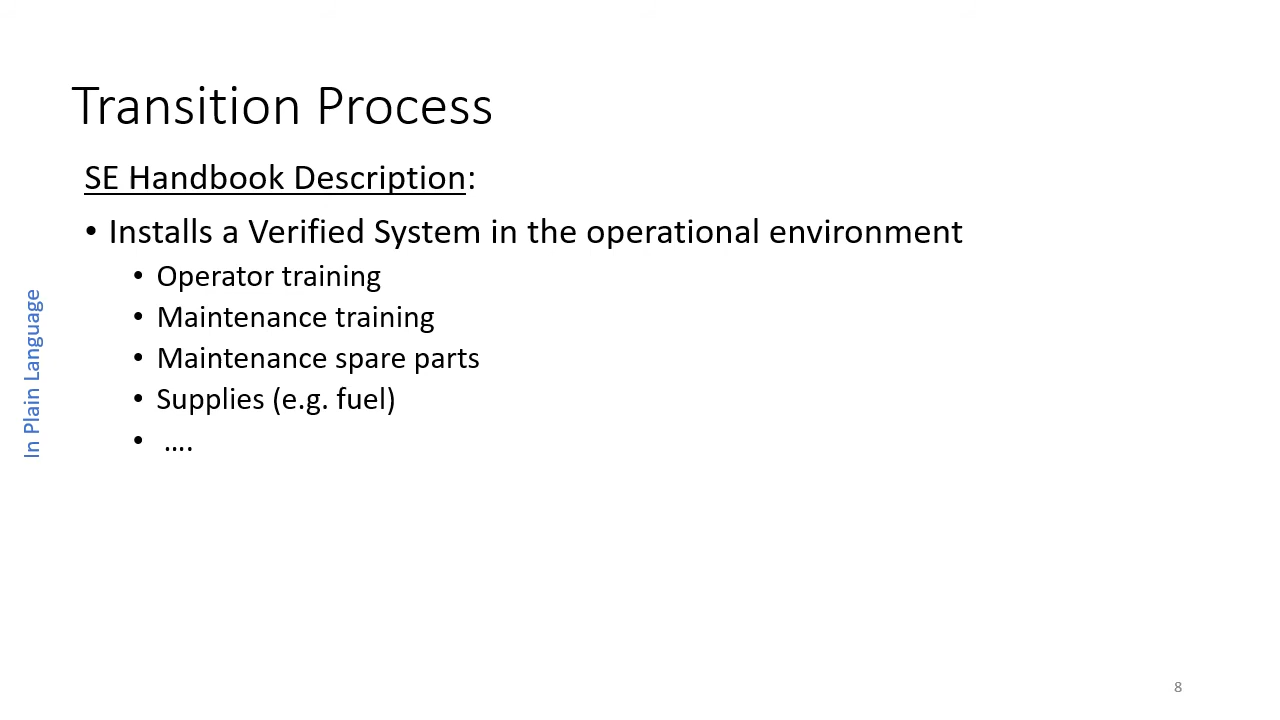 Transition Process
SE Handbook Description:
• Installs a Verified System in the operational environment
• Operator training
• Maintenance training
• Maintenance spare parts
• Supplies (e.g. fuel)
• ….
In Plain Language
8